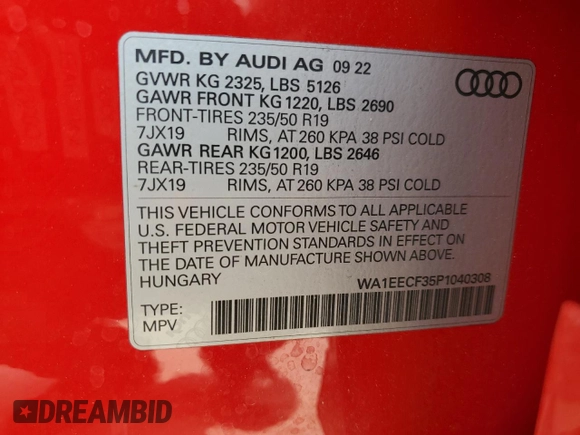 MFD. BY AUDI AG 09 22
GVWR KG 2325, LBS 5126
GAWR FRONT KG 1220, LBS 2690
FRONT-TIRES 235/50 R19
7JX19 RIMS, AT 260 KPA 38 PSI COLD
GAWR REAR KG 1200, LBS 2646
REAR-TIRES 235/50 R19
7JX19 RIMS, AT 260 KPA 38 PSI COLD
THIS VEHICLE CONFORMS TO ALL APPLICABLE
U.S. FEDERAL MOTOR VEHICLE SAFETY AND
THEFT PREVENTION STANDARDS IN EFFECT ON
THE DATE OF MANUFACTURE SHOWN ABOVE.
HUNGARY
WA1EECF35P1040308
TYPE:
MPV
DREAMBID